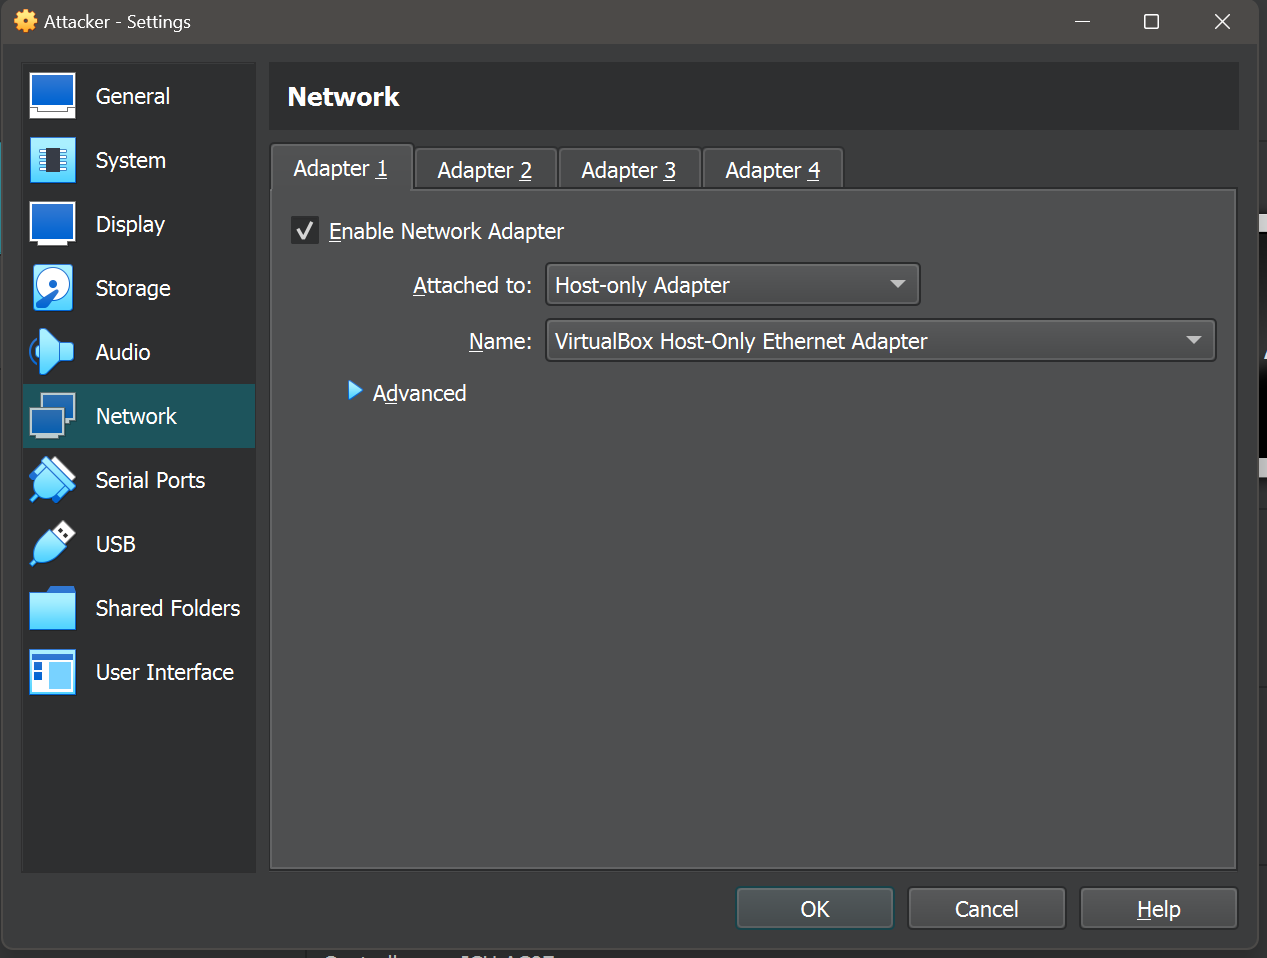 Attacker - Settings
General
System
Display
Storage
Audio
Network
Serial Ports
USB
Shared Folders
User Interface
Network
Adapter 1
Adapter 2
Adapter 3
Adapter 4
Enable Network Adapter
Attached to: Host-only Adapter
Name: VirtualBox Host-Only Ethernet Adapter
Advanced
OK
Cancel
Help